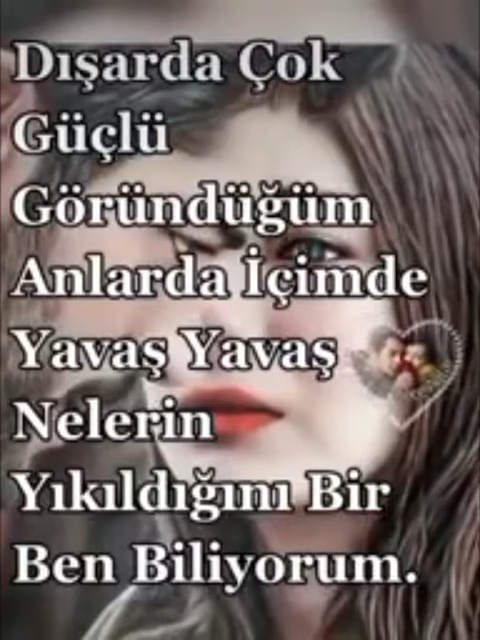 Dışarda Çok
Güçlü
Göründüğüm
Anlarda İçimde
Yavaş Yavaş
Nelerin
Yıkıldığını Bir
Ben Biliyorum.